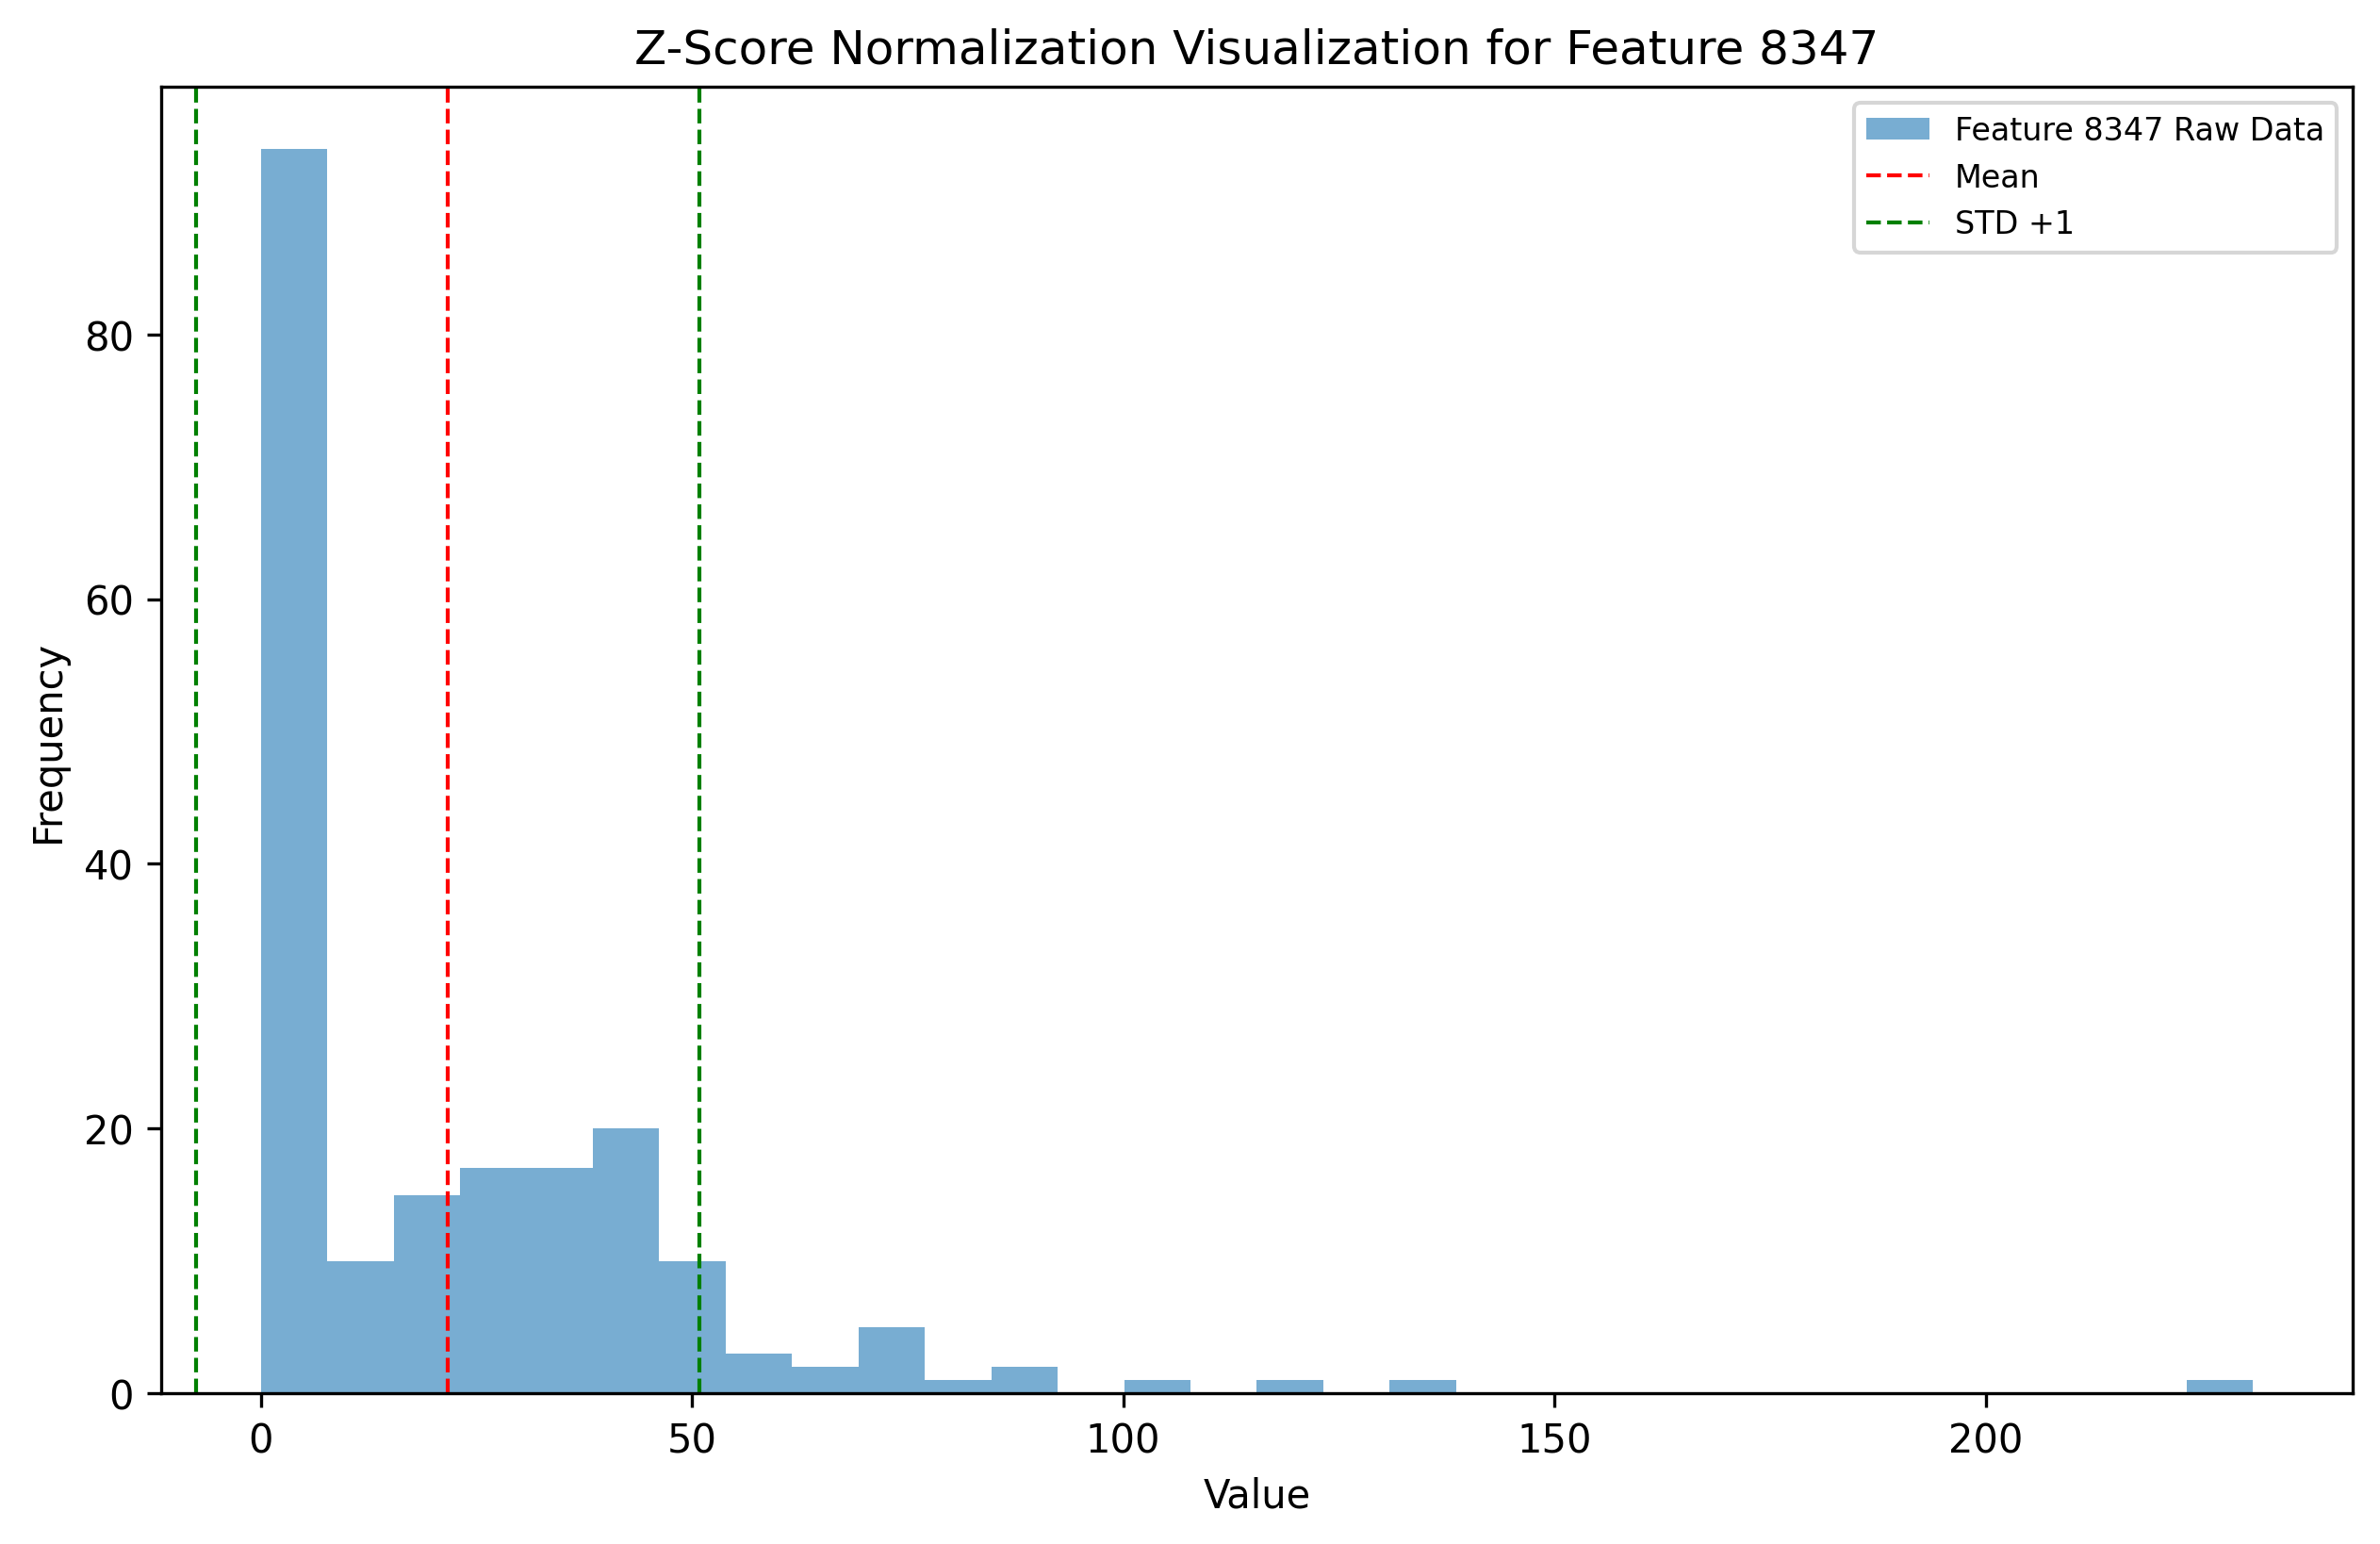 Z-Score Normalization Visualization for Feature 8347
Feature 8347 Raw Data
Mean
STD +1
80
60
40
20
0
Frequency
0 50 100 150 200
Value